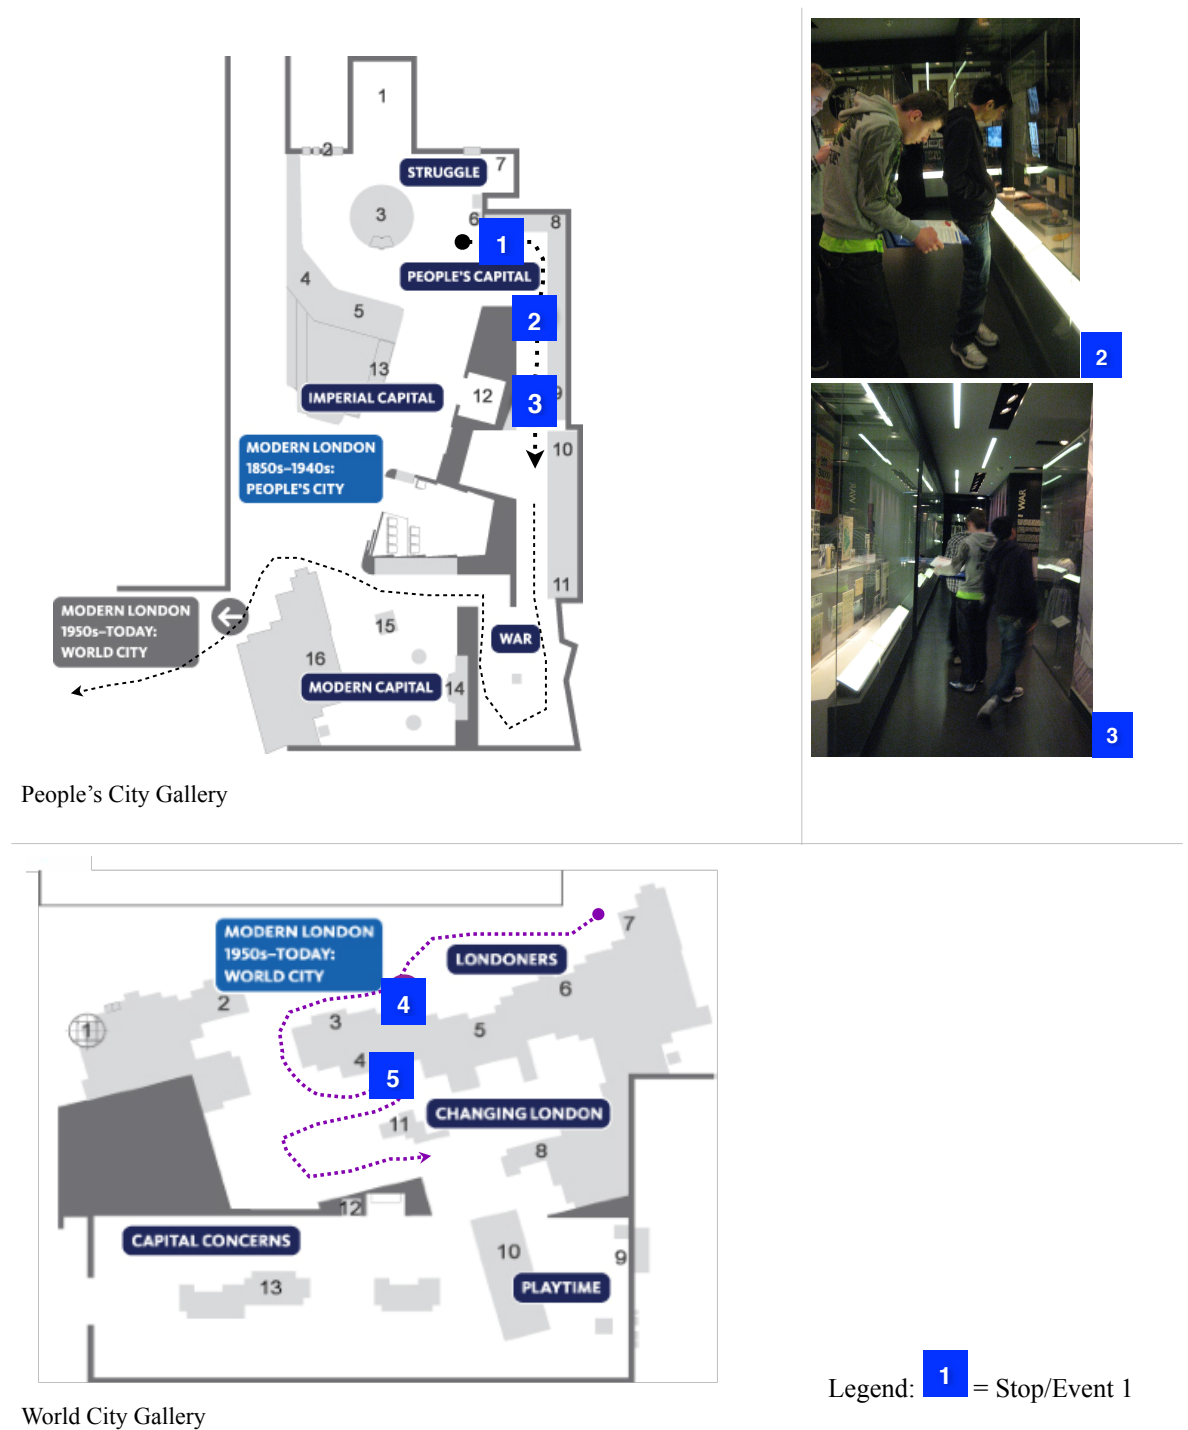 1
2
STRUGGLE
7
3
6
8
1
PEOPLE'S CAPITAL
4
5
2
13
IMPERIAL CAPITAL
12
3
9
MODERN LONDON
1850s–1940s:
PEOPLE'S CITY
10
11
MODERN LONDON
1950s–TODAY:
WORLD CITY
15
WAR
16
MODERN CAPITAL
14
People's City Gallery
2
WAR
WAR
3
MODERN LONDON
1950s–TODAY:
WORLD CITY
7
LONDONERS
6
2
4
1
3
5
4
5
CHANGING LONDON
11
8
12
CAPITAL CONCERNS
10
9
13
PLAYTIME
World City Gallery
Legend: 1 = Stop/Event 1